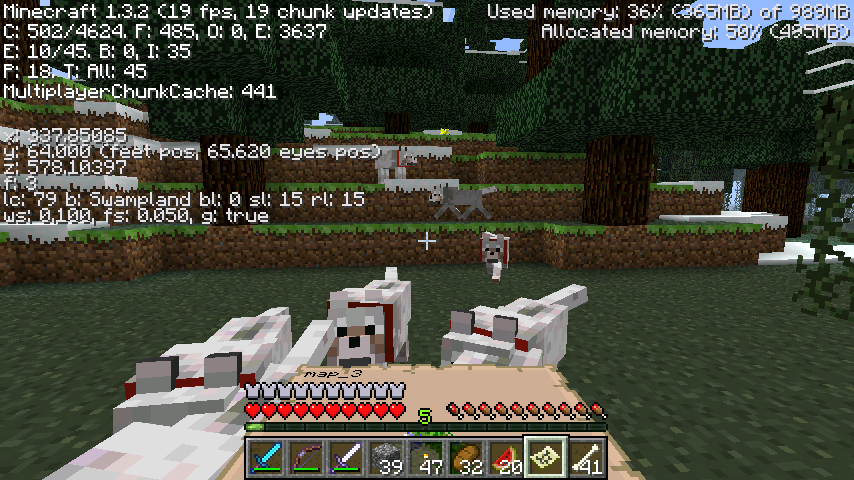 Minecraft 1.3.2 (19 fps, 19 chunk updates)
Used memory: 36% (365MB) of 989MB
C: 502/4624. F: 485, O: 0, E: 3637
Allocated memory: 50% (495MB)
E: 10/45. B: 0, I: 35
P: 18. T: All: 45
MultiplayerChunkCache: 441
x: 337.85085
y: 64.000 (feet pos, 65.620 eyes pos)
z: 578.10397
f: 3
lc: 79 b: Swampland bl: 0 sl: 15 rl: 15
ws: 0.100, fs: 0.050, g: true
map_3
5
39 47 32 20 41